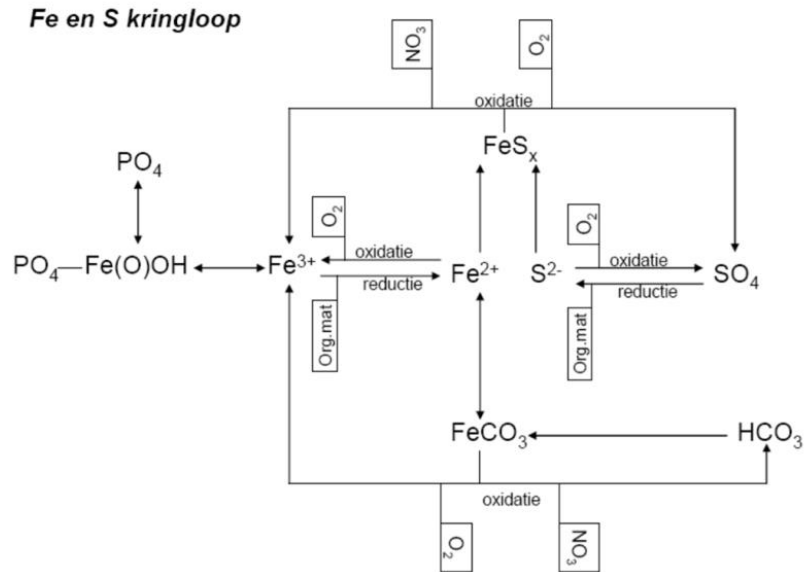 Fe en S kringloop
NO₃
O₂
oxidatie
FeSₓ
PO₄
O₂
O₂
oxidatie
oxidatie
PO₄—Fe(O)OH
Fe³⁺
Fe²⁺
S²⁻
SO₄
reductie
reductie
Org.mat
Org.mat
FeCO₃
HCO₃
oxidatie
O₂
NO₃